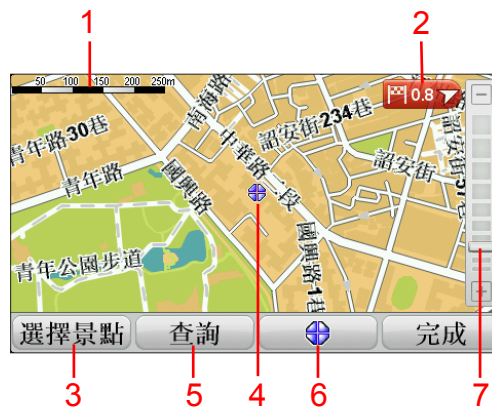 1 2
50 100 150 200 250m
0.8
南海路
詔安街234巷
青年路30巷
中華路二段
詔安街
青年路
國興路
國興路1巷
青年公園步道
選擇景點 查詢 完成
3 5 4 6 7